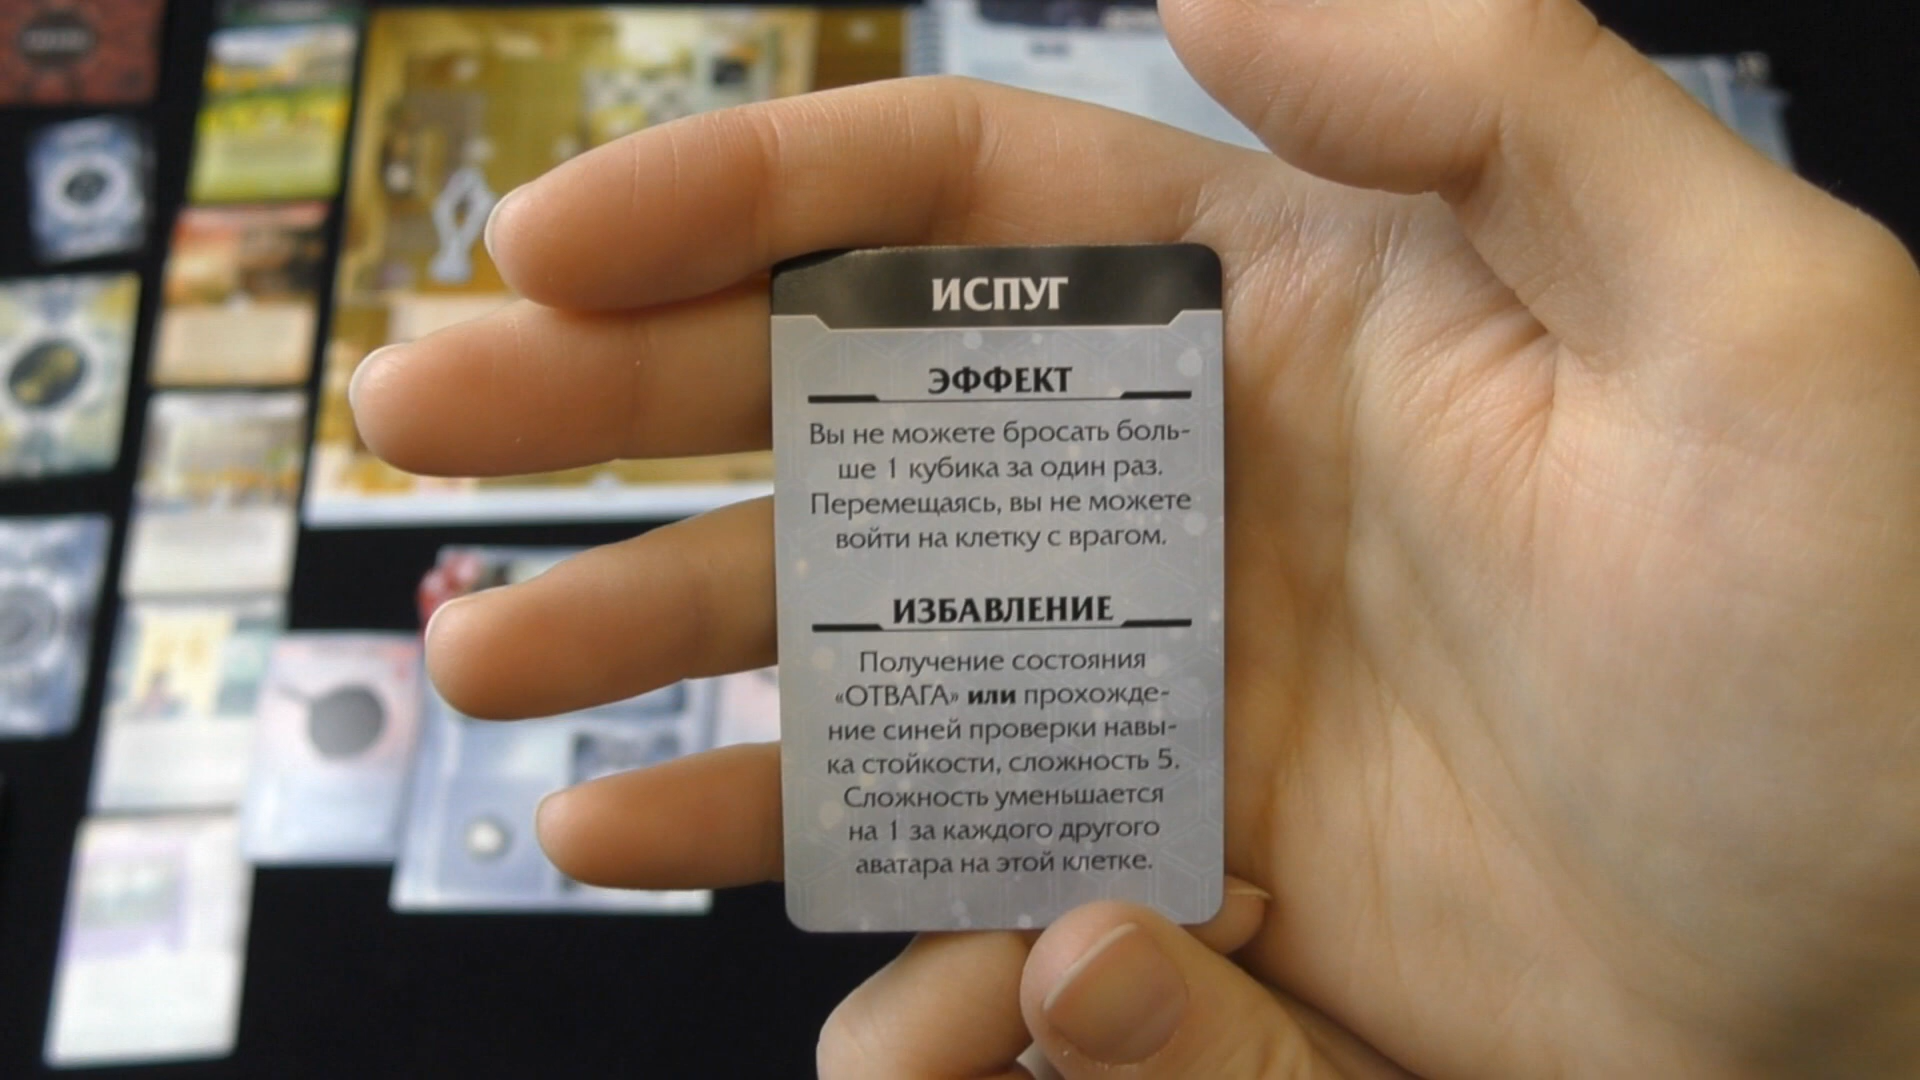 ИСПУГ
ЭФФЕКТ
Вы не можете бросать боль-
ше 1 кубика за один раз.
Перемещаясь, вы не можете
войти на клетку с врагом.
ИЗБАВЛЕНИЕ
Получение состояния
«ОТВАГА» или прохожде-
ние синей проверки навы-
ка стойкости, сложность 5.
Сложность уменьшается
на 1 за каждого другого
аватара на этой клетке.